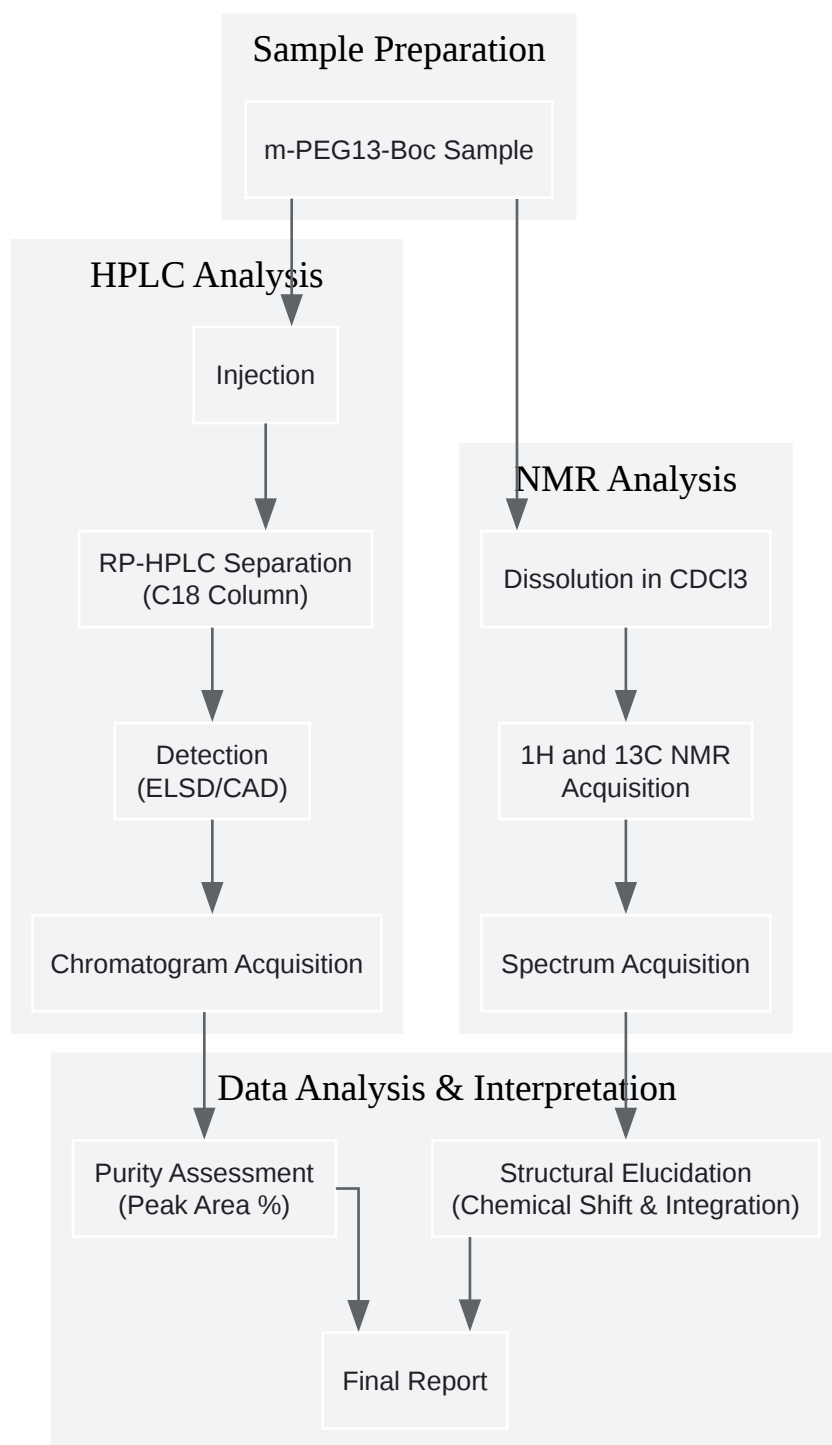 Sample Preparation
m-PEG13-Boc Sample
HPLC Analysis
Injection
RP-HPLC Separation
(C18 Column)
Detection
(ELSD/CAD)
Chromatogram Acquisition
NMR Analysis
Dissolution in CDCl3
1H and 13C NMR
Acquisition
Spectrum Acquisition
Data Analysis & Interpretation
Purity Assessment
(Peak Area %)
Structural Elucidation
(Chemical Shift & Integration)
Final Report